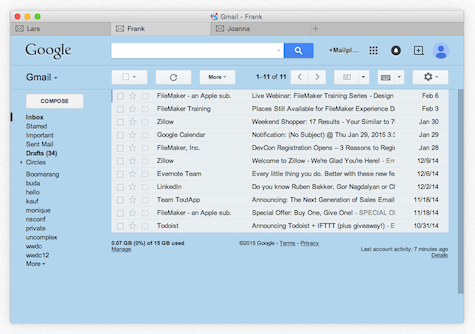 Gmail - Frank
Lars
Frank
Joanna
Google
+Mailpl...
Gmail
More
1–11 of 11
COMPOSE
Inbox
Starred
Important
Sent Mail
Drafts (34)
Circles
Boomerang
buda
hello
kauf
monique
nsconf
private
uncomplex
wwdc
wwdc12
More
FileMaker - an Apple sub. Live Webinar: FileMaker Training Series - Design Feb 6
FileMaker Training Places Still Available for FileMaker Experience D Feb 3
Zillow Weekend Shopper: 17 Results - Your Similar to 7 Jan 30
Google Calendar Notification: (No Subject) @ Thu Jan 29, 2015 3: Jan 29
FileMaker, Inc. DevCon Registration Opens – 3 Reasons to Regis Jan 28
Zillow Welcome to Zillow - We're Glad You're Here! - Em 12/9/14
Evernote Team Every little thing you do. Better with these new fe 12/6/14
LinkedIn Do you know Ruben Bakker, Gor Nagdalyan or Ch 12/2/14
Team ToutApp Announcing: The Next Generation of Sales Email 11/18/14
FileMaker - an Apple sub. Special Offer: Buy One, Give One! - SPECIAL OF 11/18/14
Todoist Announcing Todoist + IFTTT (plus giveaway!) - E 10/31/14
0.07 GB (0%) of 15 GB used
Manage
©2015 Google - Terms - Privacy
Last account activity: 7 minutes ago
Details